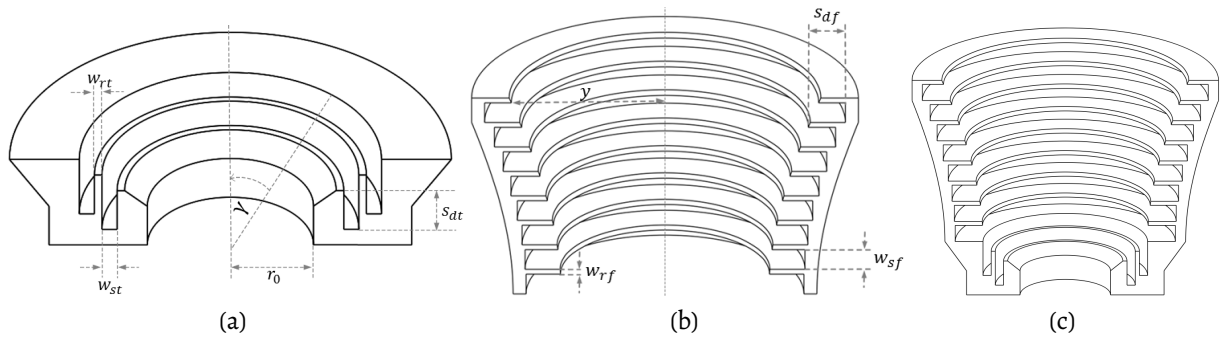 w_rt
γ
s_dt
r_0
w_st
(a)
s_df
y
w_sf
w_rf
(b)
(c)